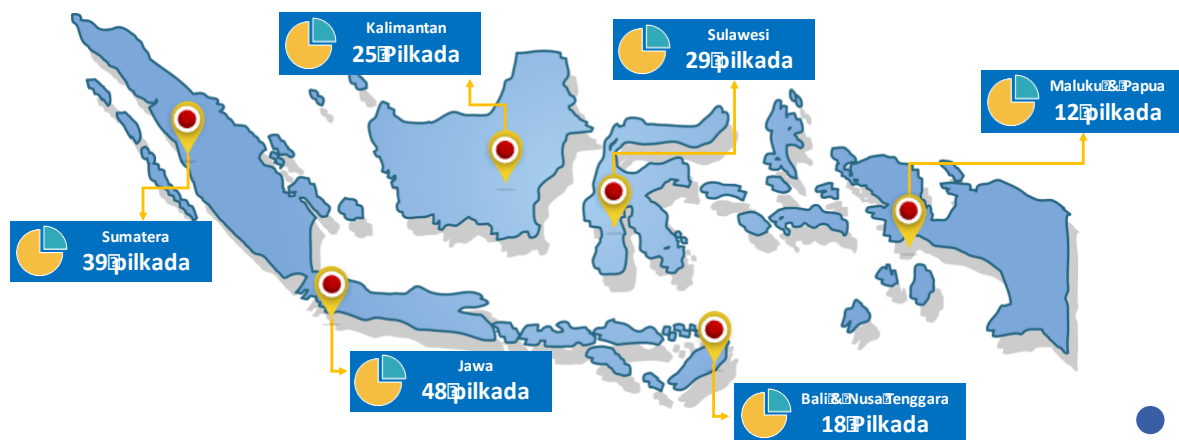 Kalimantan
25 Pilkada
Sulawesi
29 pilkada
Maluku & Papua
12 pilkada
Sumatera
39 pilkada
Jawa
48 pilkada
Bali & Nusa Tenggara
18 Pilkada